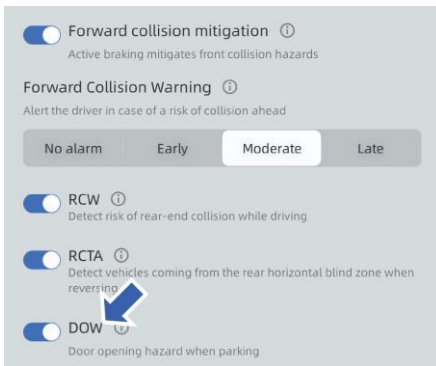 Forward collision mitigation
Active braking mitigates front collision hazards
Forward Collision Warning
Alert the driver in case of a risk of collision ahead
No alarm Early Moderate Late
RCW
Detect risk of rear-end collision while driving
RCTA
Detect vehicles coming from the rear horizontal blind zone when
reversing
DOW
Door opening hazard when parking